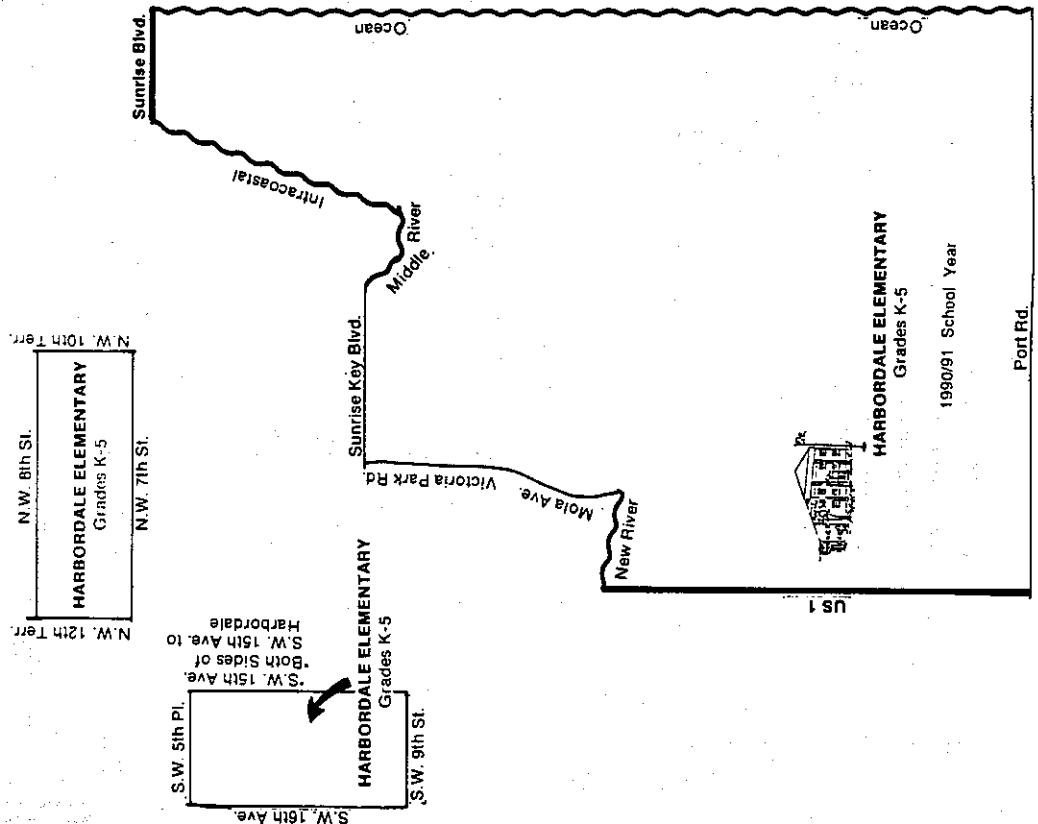 Sunrise Blvd.
Ocean
Intracoastal
Middle River
N.W. 8th St.
N.W. 12th Terr.
HARBORDALE ELEMENTARY
Grades K-5
N.W. 10th Terr.
N.W. 7th St.
Sunrise Key Blvd.
Victoria Park Rd.
Mola Ave.
New River
S.W. 5th Pl.
S.W. 16th Ave.
*S.W. 15th Ave.
*Both Sides of
S.W. 15th Ave. to
Harbordale
HARBORDALE ELEMENTARY
Grades K-5
S.W. 9th St.
US 1
Ocean
HARBORDALE ELEMENTARY
Grades K-5
1990/91 School Year
Port Rd.